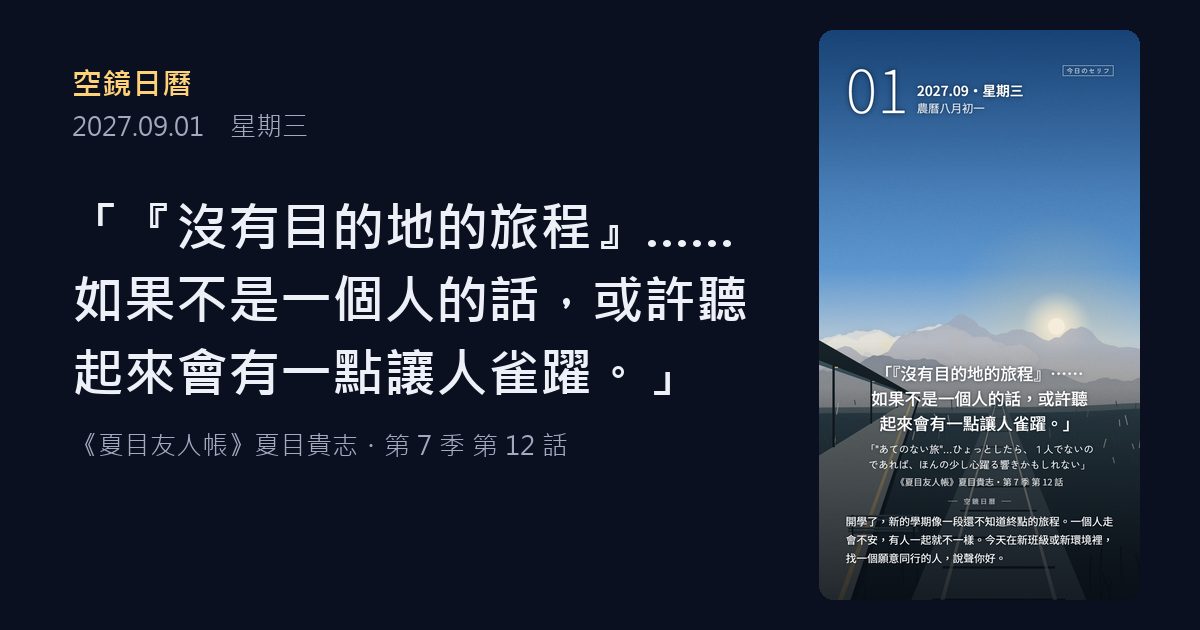 空鏡日曆
2027.09.01 星期三
「『沒有目的地的旅程』……
如果不是一個人的話，或許聽
起來會有一點讓人雀躍。」
《夏目友人帳》夏目貴志・第 7 季 第 12 話
01
2027.09・星期三
農曆八月初一
今日のセリフ
「『沒有目的地的旅程』……
如果不是一個人的話，或許聽
起來會有一點讓人雀躍。」
「"あてのない旅"…ひょっとしたら、１人でないの
であれば、ほんの少し心躍る響きかもしれない」
《夏目友人帳》夏目貴志・第 7 季 第 12 話
— 空鏡日曆 —
開學了，新的學期像一段還不知道終點的旅程。一個人走
會不安，有人一起就不一樣。今天在新班級或新環境裡，
找一個願意同行的人，說聲你好。